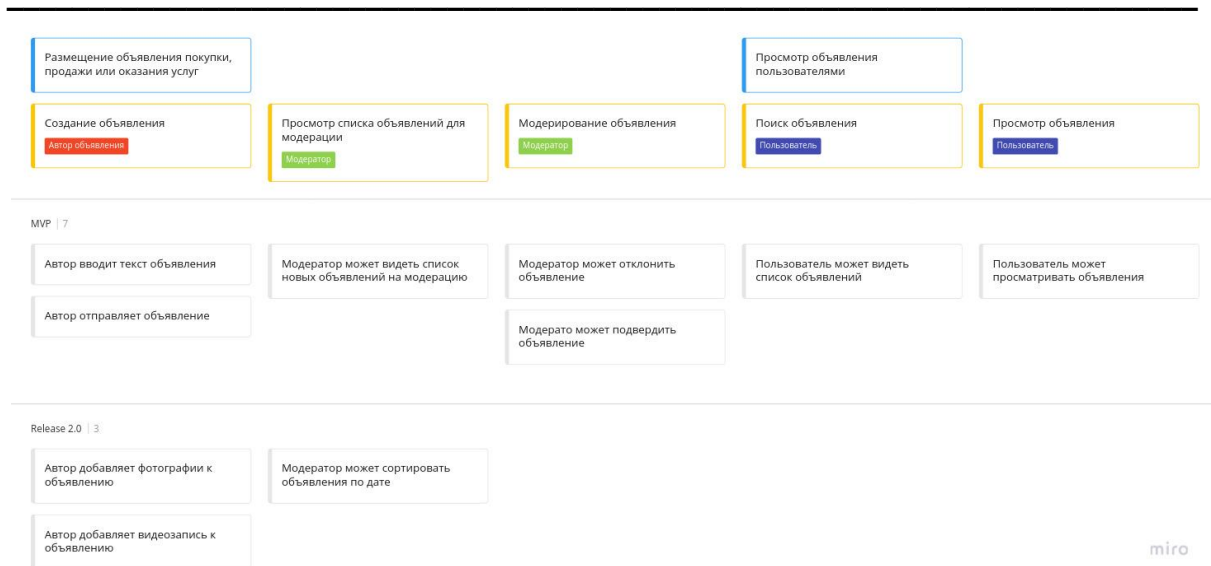 Размещение объявления покупки,
продажи или оказания услуг
Просмотр объявления
пользователями
Создание объявления
Автор объявления
Просмотр списка объявлений для
модерации
Модератор
Модерирование объявления
Модератор
Поиск объявления
Пользователь
Просмотр объявления
Пользователь
MVP | 7
Автор вводит текст объявления
Автор отправляет объявление
Модератор может видеть список
новых объявлений на модерацию
Модератор может отклонить
объявление
Модерато может подвердить
объявление
Пользователь может видеть
список объявлений
Пользователь может
просматривать объявления
Release 2.0 | 3
Автор добавляет фотографии к
объявлению
Автор добавляет видеозапись к
объявлению
Модератор может сортировать
объявления по дате
miro